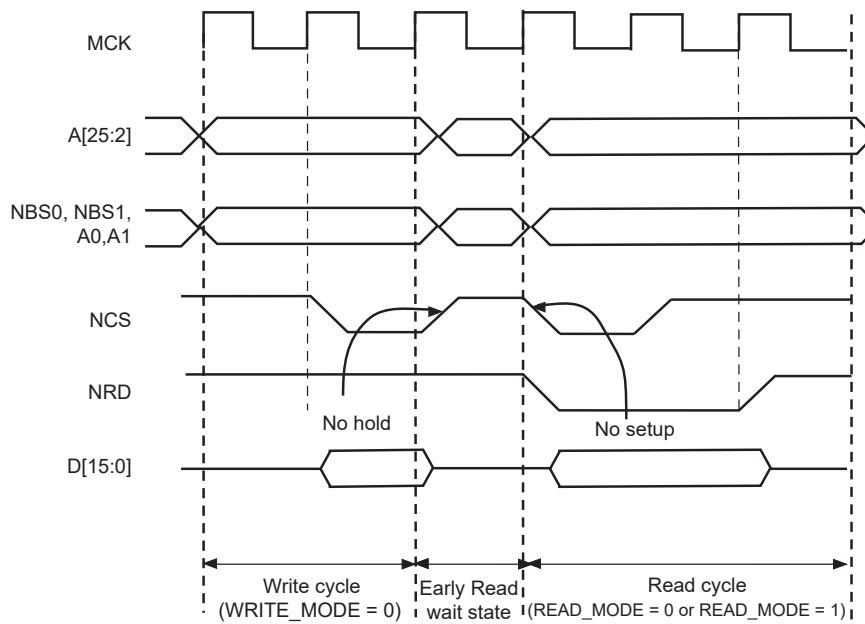 MCK
A[25:2]
NBS0, NBS1,
A0,A1
NCS
NRD
No hold
No setup
D[15:0]
Write cycle
(WRITE_MODE = 0)
Early Read
wait state
Read cycle
(READ_MODE = 0 or READ_MODE = 1)